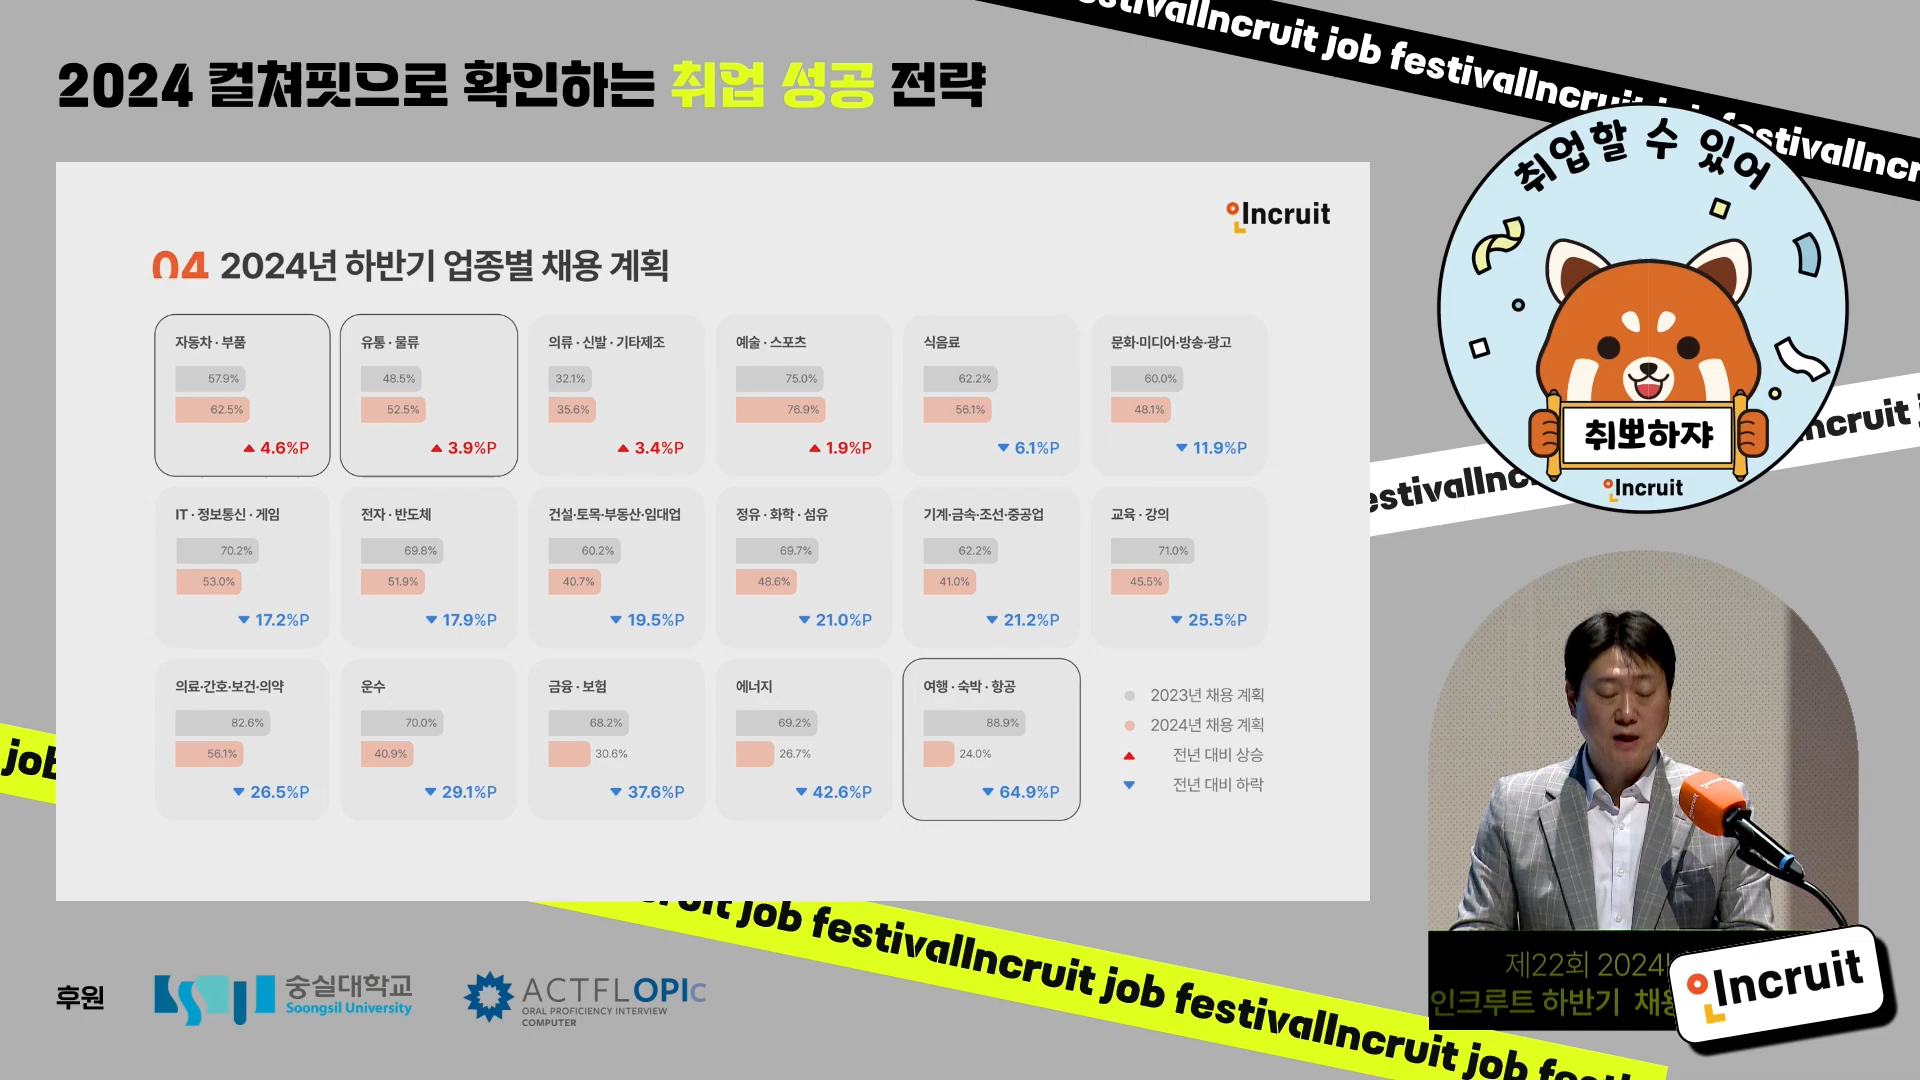 festivalIncruit job festivalIncruit job festivalIncr
2024 컬쳐핏으로 확인하는 취업 성공 전략
취업할 수 있어
취뽀하쟈
Incruit
Incruit
04 2024년 하반기 업종별 채용 계획
자동차 · 부품
57.9%
62.5%
▲ 4.6%P
유통 · 물류
48.5%
52.5%
▲ 3.9%P
의류 · 신발 · 기타제조
32.1%
35.6%
▲ 3.4%P
예술 · 스포츠
75.0%
76.9%
▲ 1.9%P
식음료
62.2%
56.1%
▼ 6.1%P
문화·미디어·방송·광고
60.0%
48.1%
▼ 11.9%P
IT · 정보통신 · 게임
70.2%
53.0%
▼ 17.2%P
전자 · 반도체
69.8%
51.9%
▼ 17.9%P
건설·토목·부동산·임대업
60.2%
40.7%
▼ 19.5%P
정유 · 화학 · 섬유
69.7%
48.6%
▼ 21.0%P
기계·금속·조선·중공업
62.2%
41.0%
▼ 21.2%P
교육 · 강의
71.0%
45.5%
▼ 25.5%P
의료·간호·보건·의약
82.6%
56.1%
▼ 26.5%P
운수
70.0%
40.9%
▼ 29.1%P
금융 · 보험
68.2%
30.6%
▼ 37.6%P
에너지
69.2%
26.7%
▼ 42.6%P
여행 · 숙박 · 항공
88.9%
24.0%
▼ 64.9%P
2023년 채용 계획
2024년 채용 계획
▲ 전년 대비 상승
▼ 전년 대비 하락
estivalIncruit
job
제22회 2024
인크루트 하반기 채용
Incruit
후원
숭실대학교
Soongsil University
ACTFL OPIc
ORAL PROFICIENCY INTERVIEW
COMPUTER
cruit job festivalIncruit job festivalIncruit job festi